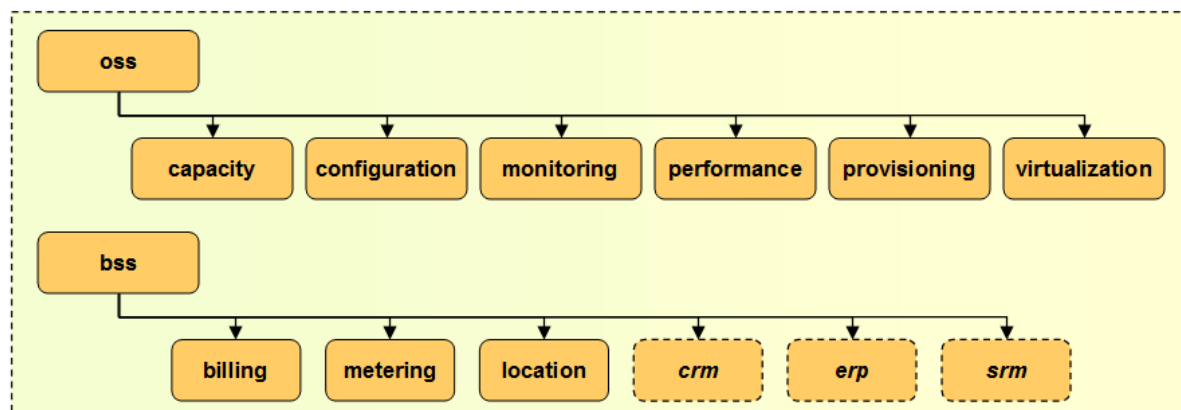 oss
capacity configuration monitoring performance provisioning virtualization
bss
billing metering location crm erp srm